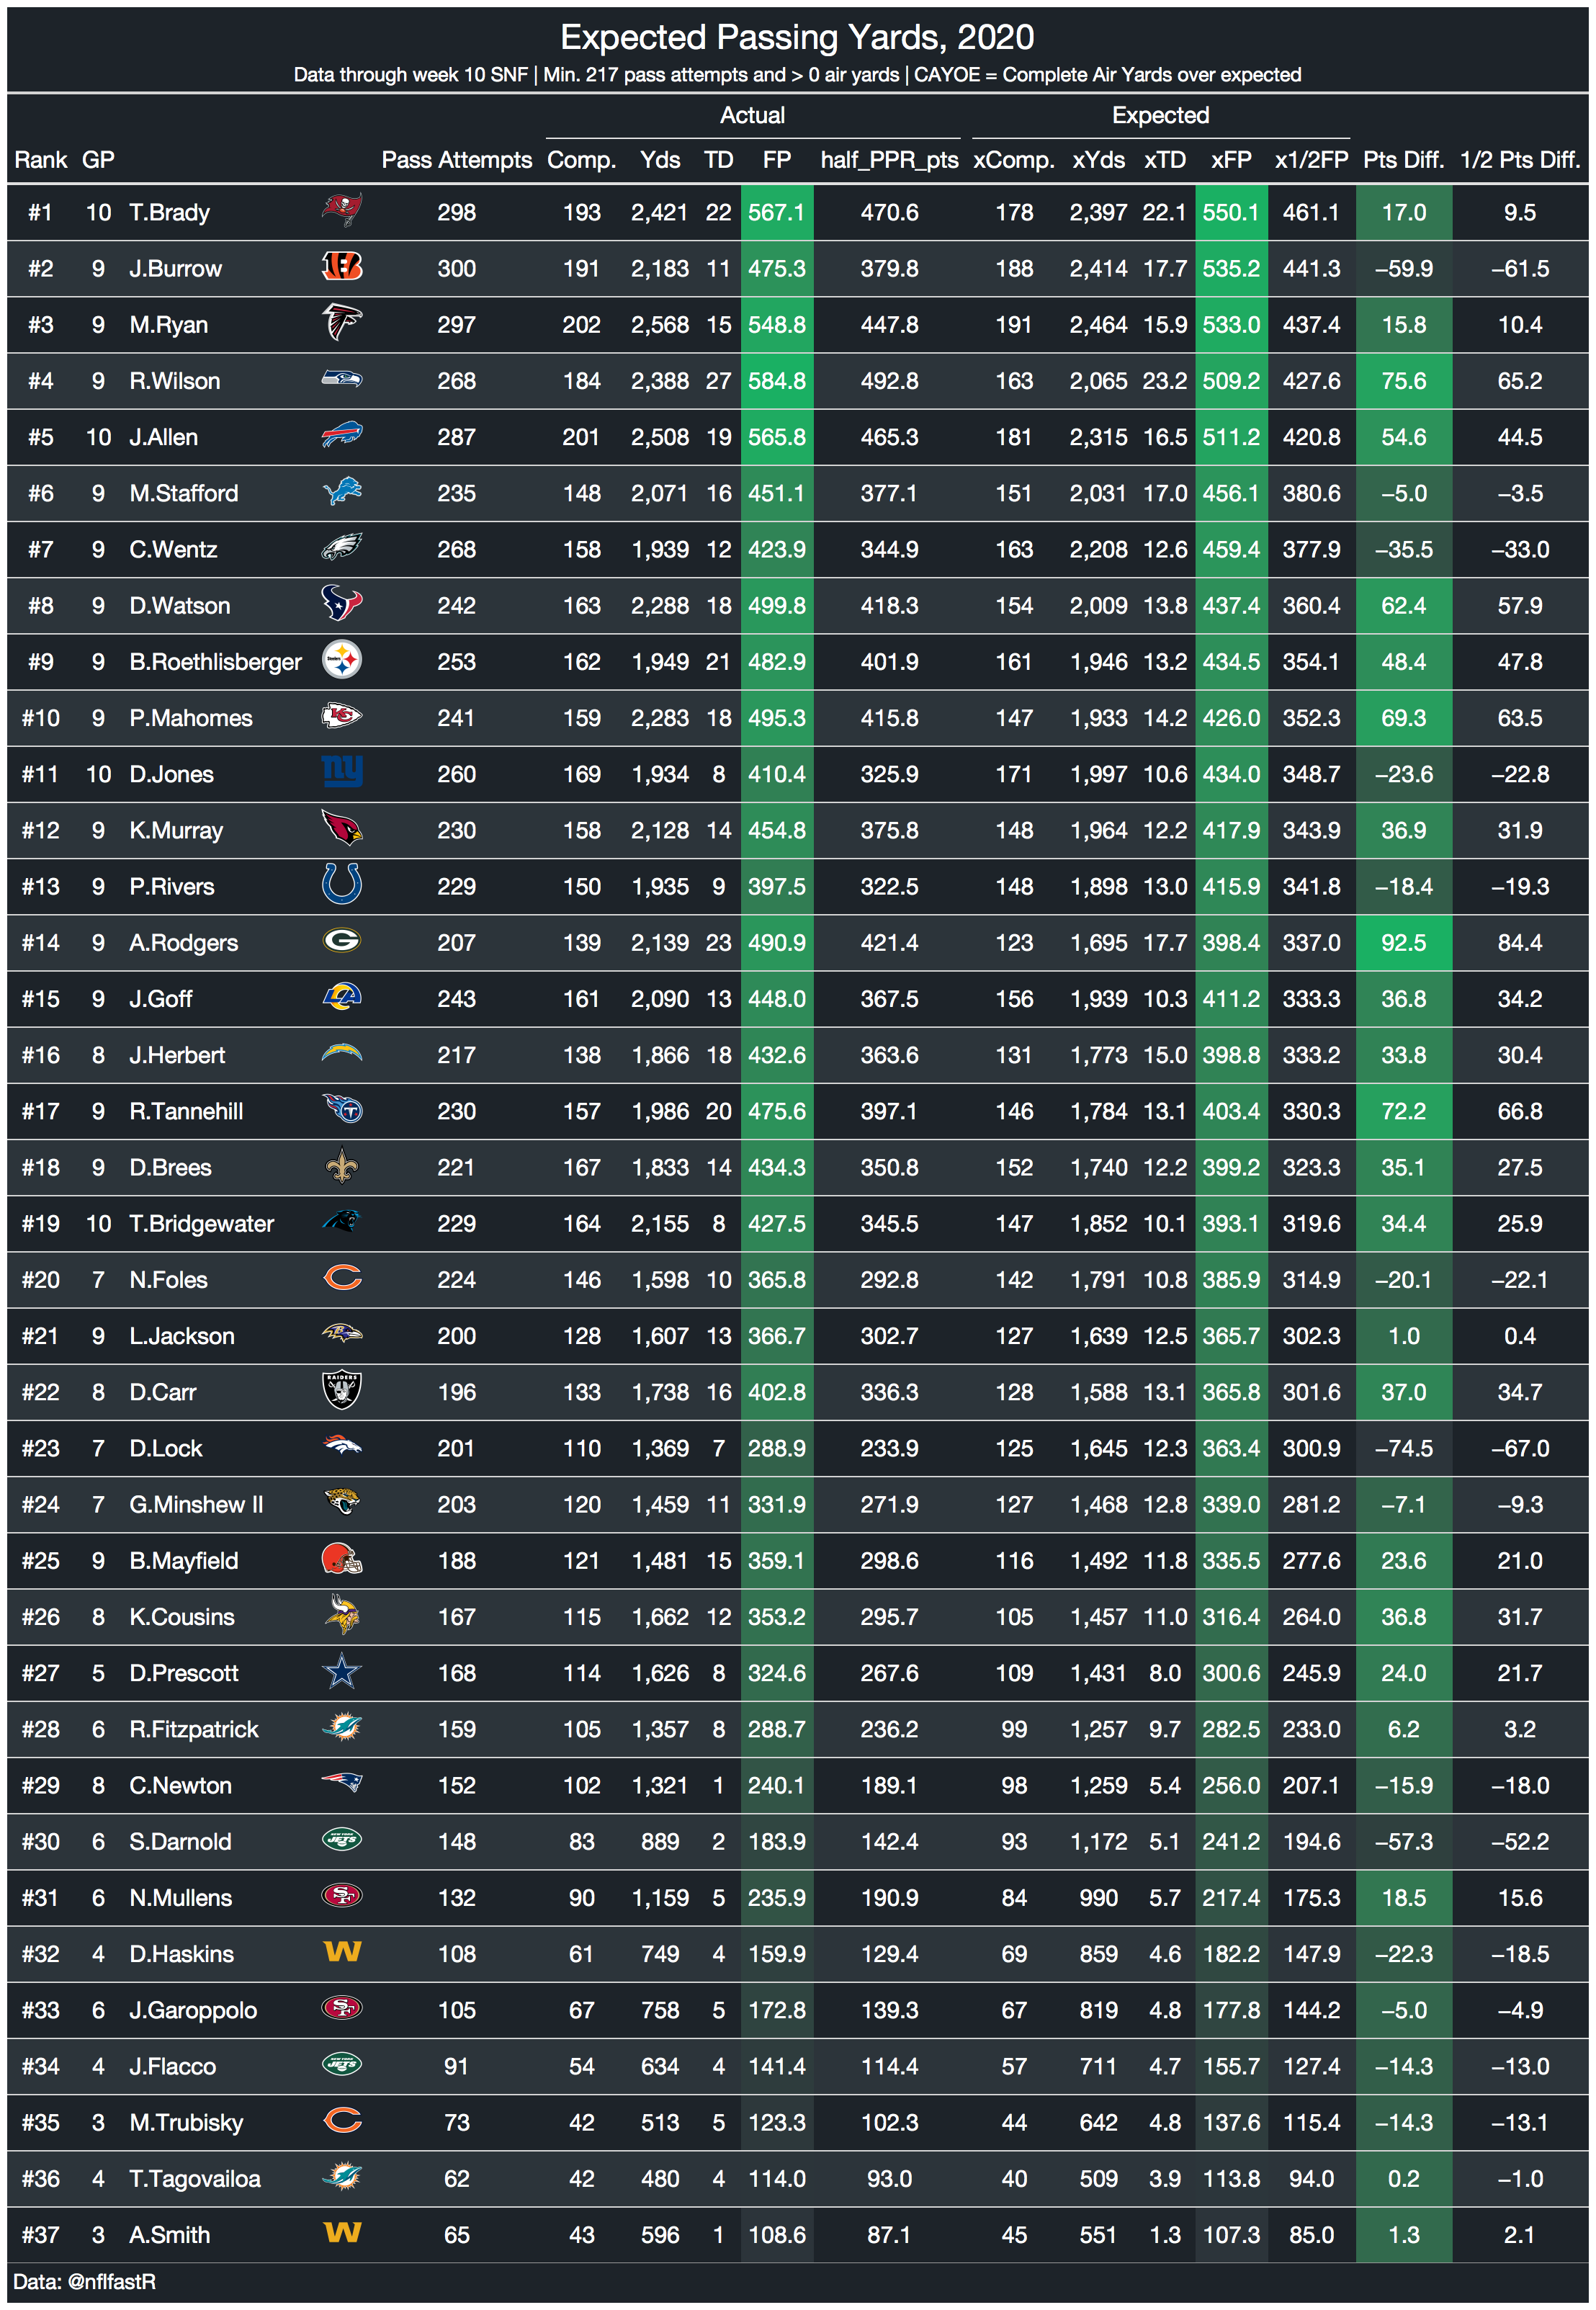 Expected Passing Yards, 2020
Data through week 10 SNF | Min. 217 pass attempts and > 0 air yards | CAYOE = Complete Air Yards over expected
Actual Expected
Rank GP Pass Attempts Comp. Yds TD FP half_PPR_pts xComp. xYds xTD xFP x1/2FP Pts Diff. 1/2 Pts Diff.
#1 10 T.Brady 298 193 2,421 22 567.1 470.6 178 2,397 22.1 550.1 461.1 17.0 9.5
#2 9 J.Burrow 300 191 2,183 11 475.3 379.8 188 2,414 17.7 535.2 441.3 −59.9 −61.5
#3 9 M.Ryan 297 202 2,568 15 548.8 447.8 191 2,464 15.9 533.0 437.4 15.8 10.4
#4 9 R.Wilson 268 184 2,388 27 584.8 492.8 163 2,065 23.2 509.2 427.6 75.6 65.2
#5 10 J.Allen 287 201 2,508 19 565.8 465.3 181 2,315 16.5 511.2 420.8 54.6 44.5
#6 9 M.Stafford 235 148 2,071 16 451.1 377.1 151 2,031 17.0 456.1 380.6 −5.0 −3.5
#7 9 C.Wentz 268 158 1,939 12 423.9 344.9 163 2,208 12.6 459.4 377.9 −35.5 −33.0
#8 9 D.Watson 242 163 2,288 18 499.8 418.3 154 2,009 13.8 437.4 360.4 62.4 57.9
#9 9 B.Roethlisberger Steelers 253 162 1,949 21 482.9 401.9 161 1,946 13.2 434.5 354.1 48.4 47.8
#10 9 P.Mahomes KC 241 159 2,283 18 495.3 415.8 147 1,933 14.2 426.0 352.3 69.3 63.5
#11 10 D.Jones ny 260 169 1,934 8 410.4 325.9 171 1,997 10.6 434.0 348.7 −23.6 −22.8
#12 9 K.Murray 230 158 2,128 14 454.8 375.8 148 1,964 12.2 417.9 343.9 36.9 31.9
#13 9 P.Rivers 229 150 1,935 9 397.5 322.5 148 1,898 13.0 415.9 341.8 −18.4 −19.3
#14 9 A.Rodgers G 207 139 2,139 23 490.9 421.4 123 1,695 17.7 398.4 337.0 92.5 84.4
#15 9 J.Goff LA 243 161 2,090 13 448.0 367.5 156 1,939 10.3 411.2 333.3 36.8 34.2
#16 8 J.Herbert 217 138 1,866 18 432.6 363.6 131 1,773 15.0 398.8 333.2 33.8 30.4
#17 9 R.Tannehill T 230 157 1,986 20 475.6 397.1 146 1,784 13.1 403.4 330.3 72.2 66.8
#18 9 D.Brees 221 167 1,833 14 434.3 350.8 152 1,740 12.2 399.2 323.3 35.1 27.5
#19 10 T.Bridgewater 229 164 2,155 8 427.5 345.5 147 1,852 10.1 393.1 319.6 34.4 25.9
#20 7 N.Foles C 224 146 1,598 10 365.8 292.8 142 1,791 10.8 385.9 314.9 −20.1 −22.1
#21 9 L.Jackson 200 128 1,607 13 366.7 302.7 127 1,639 12.5 365.7 302.3 1.0 0.4
#22 8 D.Carr RAIDERS 196 133 1,738 16 402.8 336.3 128 1,588 13.1 365.8 301.6 37.0 34.7
#23 7 D.Lock 201 110 1,369 7 288.9 233.9 125 1,645 12.3 363.4 300.9 −74.5 −67.0
#24 7 G.Minshew II 203 120 1,459 11 331.9 271.9 127 1,468 12.8 339.0 281.2 −7.1 −9.3
#25 9 B.Mayfield 188 121 1,481 15 359.1 298.6 116 1,492 11.8 335.5 277.6 23.6 21.0
#26 8 K.Cousins 167 115 1,662 12 353.2 295.7 105 1,457 11.0 316.4 264.0 36.8 31.7
#27 5 D.Prescott 168 114 1,626 8 324.6 267.6 109 1,431 8.0 300.6 245.9 24.0 21.7
#28 6 R.Fitzpatrick 159 105 1,357 8 288.7 236.2 99 1,257 9.7 282.5 233.0 6.2 3.2
#29 8 C.Newton 152 102 1,321 1 240.1 189.1 98 1,259 5.4 256.0 207.1 −15.9 −18.0
#30 6 S.Darnold JETS 148 83 889 2 183.9 142.4 93 1,172 5.1 241.2 194.6 −57.3 −52.2
#31 6 N.Mullens SF 132 90 1,159 5 235.9 190.9 84 990 5.7 217.4 175.3 18.5 15.6
#32 4 D.Haskins W 108 61 749 4 159.9 129.4 69 859 4.6 182.2 147.9 −22.3 −18.5
#33 6 J.Garoppolo SF 105 67 758 5 172.8 139.3 67 819 4.8 177.8 144.2 −5.0 −4.9
#34 4 J.Flacco JETS 91 54 634 4 141.4 114.4 57 711 4.7 155.7 127.4 −14.3 −13.0
#35 3 M.Trubisky C 73 42 513 5 123.3 102.3 44 642 4.8 137.6 115.4 −14.3 −13.1
#36 4 T.Tagovailoa 62 42 480 4 114.0 93.0 40 509 3.9 113.8 94.0 0.2 −1.0
#37 3 A.Smith W 65 43 596 1 108.6 87.1 45 551 1.3 107.3 85.0 1.3 2.1
Data: @nflfastR